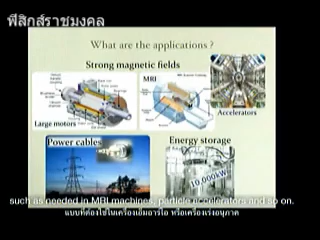 ฟิสิกส์ราชมงคล
What are the applications ?
Strong magnetic fields
MRI
Large motors
Accelerators
Power cables
Energy storage
10,000kW
such as needed in MRI machines, particle accelerators and so on.
แบบที่ต้องใช้ในเครื่องเอ็มอาร์ไอ หรือเครื่องเร่งอนุภาค